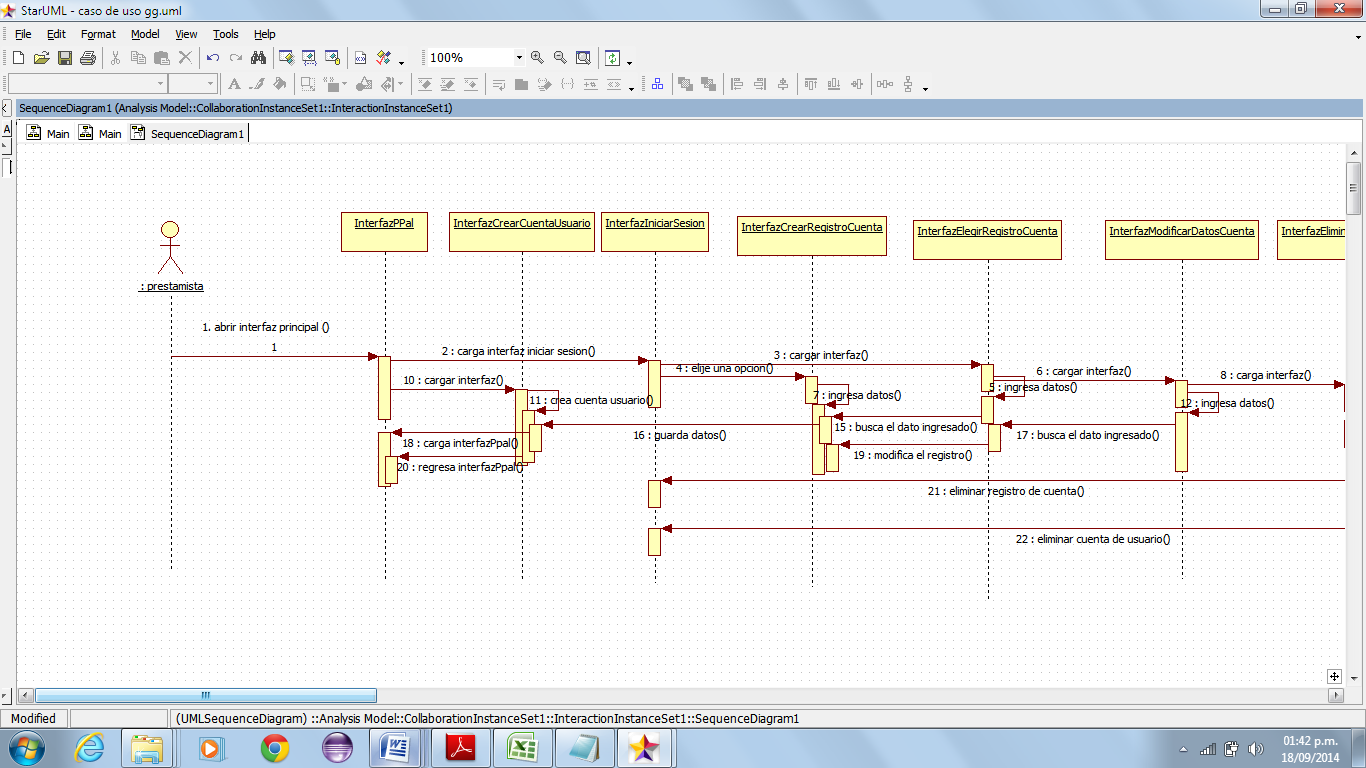 StarUML - caso de uso gg.uml
File Edit Format Model View Tools Help
100%
SequenceDiagram1 (Analysis Model::CollaborationInstanceSet1::InteractionInstanceSet1)
A
Main Main SequenceDiagram1
InterfazPPal InterfazCrearCuentaUsuario InterfazIniciarSesion InterfazCrearRegistroCuenta InterfazElegirRegistroCuenta InterfazModificarDatosCuenta InterfazElimin
: prestamista
1. abrir interfaz principal ()
1
2 : carga interfaz iniciar sesion()
3 : cargar interfaz()
4 : elije una opcion()
6 : cargar interfaz()
8 : carga interfaz()
10 : cargar interfaz()
5 : ingresa datos()
11 : crea cuenta usuario()
7 : ingresa datos()
12 : ingresa datos()
15 : busca el dato ingresado()
16 : guarda datos()
17 : busca el dato ingresado()
18 : carga interfazPpal()
19 : modifica el registro()
20 : regresa interfazPpal()
21 : eliminar registro de cuenta()
22 : eliminar cuenta de usuario()
Modified
(UMLSequenceDiagram) ::Analysis Model::CollaborationInstanceSet1::InteractionInstanceSet1::SequenceDiagram1
01:42 p.m.
18/09/2014